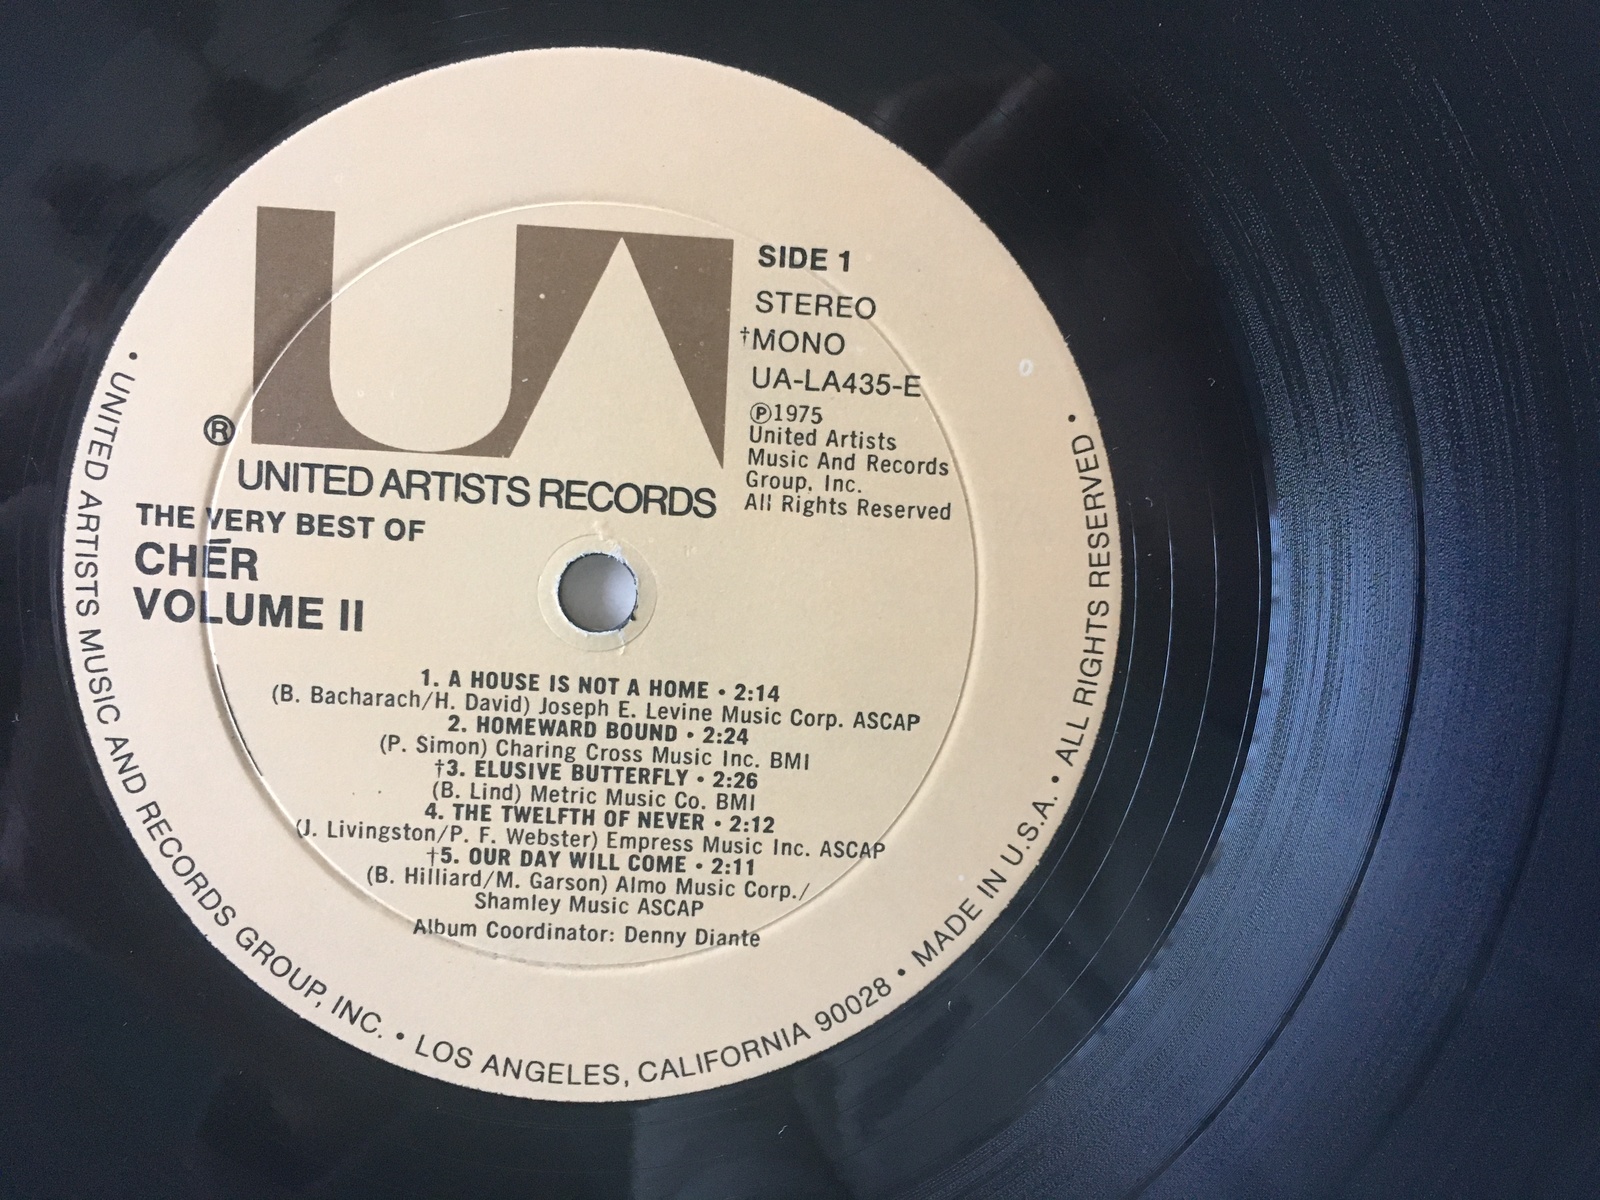 SIDE 1
STEREO
†MONO
UA-LA435-E
Ⓟ1975
United Artists
Music And Records
Group, Inc.
All Rights Reserved
UA
®
UNITED ARTISTS RECORDS
THE VERY BEST OF
CHÉR
VOLUME II
1. A HOUSE IS NOT A HOME • 2:14
(B. Bacharach/H. David) Joseph E. Levine Music Corp. ASCAP
2. HOMEWARD BOUND • 2:24
(P. Simon) Charing Cross Music Inc. BMI
†3. ELUSIVE BUTTERFLY • 2:26
(B. Lind) Metric Music Co. BMI
4. THE TWELFTH OF NEVER • 2:12
(J. Livingston/P. F. Webster) Empress Music Inc. ASCAP
†5. OUR DAY WILL COME • 2:11
(B. Hilliard/M. Garson) Almo Music Corp./
Shamley Music ASCAP
Album Coordinator: Denny Diante
• UNITED ARTISTS MUSIC AND RECORDS GROUP, INC. • LOS ANGELES, CALIFORNIA 90028 • MADE IN U.S.A. • ALL RIGHTS RESERVED •